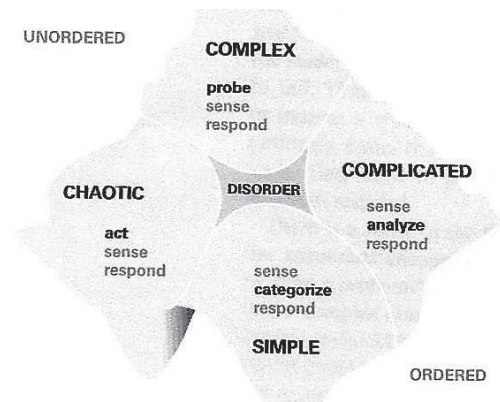 UNORDERED
COMPLEX
probe
sense
respond
COMPLICATED
sense
analyze
respond
DISORDER
CHAOTIC
act
sense
respond
sense
categorize
respond
SIMPLE
ORDERED